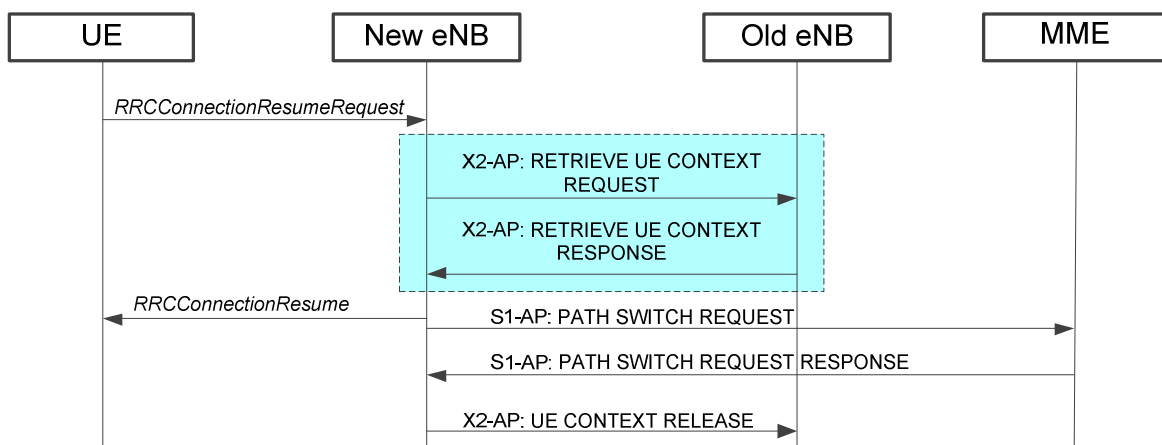 UE
New eNB
Old eNB
MME
RRCConnectionResumeRequest
X2-AP: RETRIEVE UE CONTEXT
REQUEST
X2-AP: RETRIEVE UE CONTEXT
RESPONSE
RRCConnectionResume
S1-AP: PATH SWITCH REQUEST
S1-AP: PATH SWITCH REQUEST RESPONSE
X2-AP: UE CONTEXT RELEASE